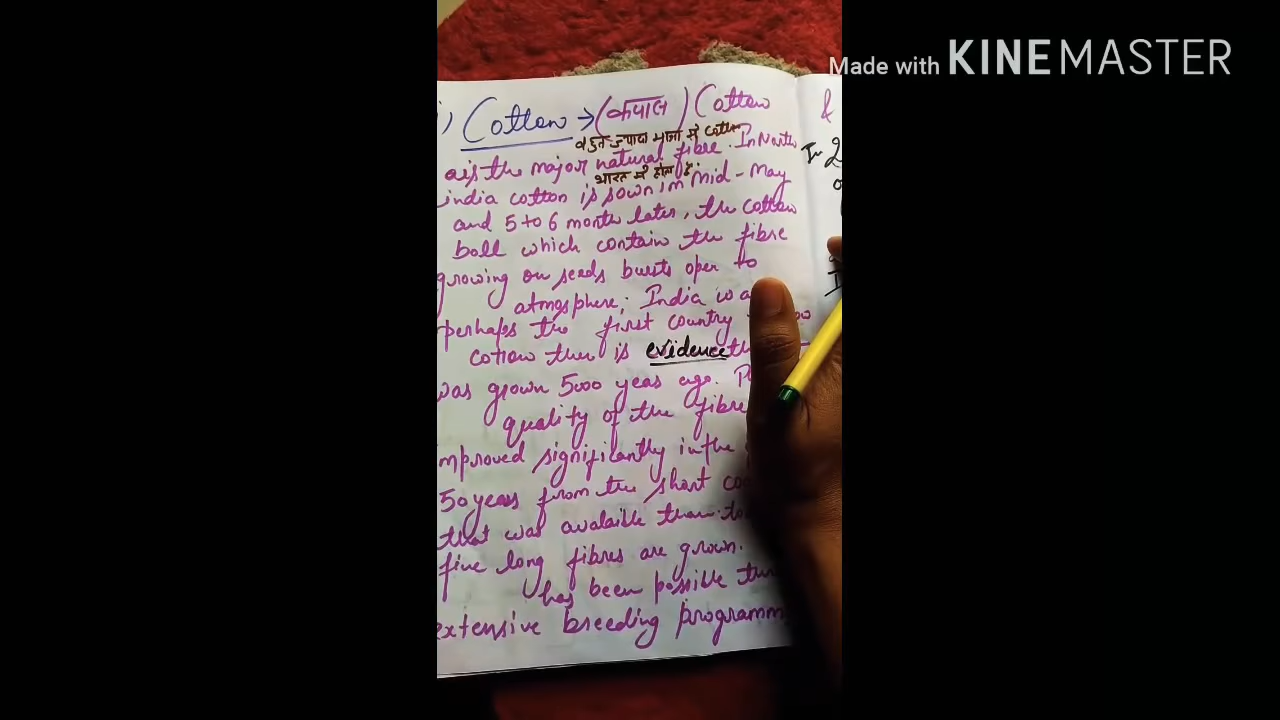 Made with KINEMASTER
i) Cotton → (कपास) Cotton
बहुत ज्यादा मात्रा में cotton
is the major natural fibre. In North
भारत में होता है
india cotton is sown in mid-May
and 5 to 6 month later, the cotton
boll which contain the fibre
growing on seeds bursts open to
atmosphere; India is
perhaps the first country
cotton there is evidence
was grown 5000 years ago.
quality of the fibre
improved significantly in the
50 years from the short
that was avalaible than
fine long fibres are grown.
has been possible
extensive breeding programm